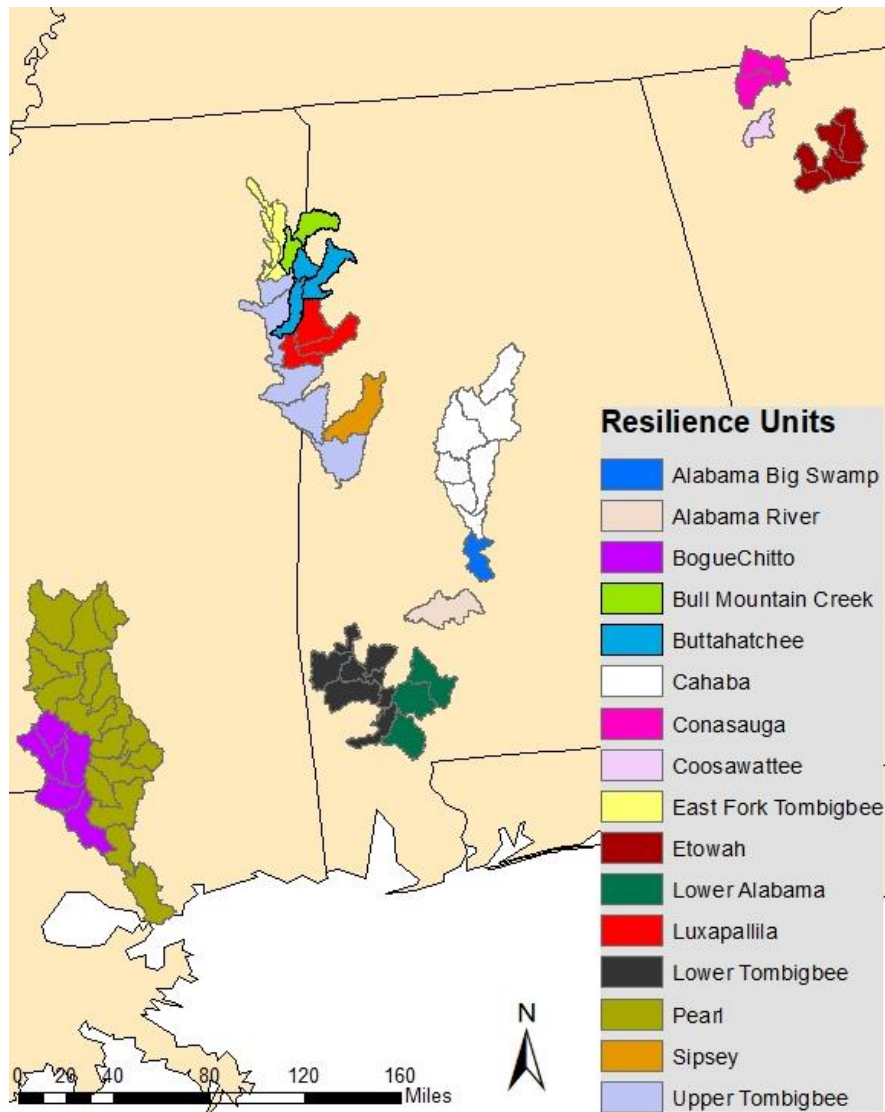 Resilience Units
Alabama Big Swamp
Alabama River
BogueChitto
Bull Mountain Creek
Buttahatchee
Cahaba
Conasauga
Coosawattee
East Fork Tombigbee
Etowah
Lower Alabama
Luxapallila
Lower Tombigbee
Pearl
Sipsey
Upper Tombigbee
N
0 20 40 80 120 160
Miles